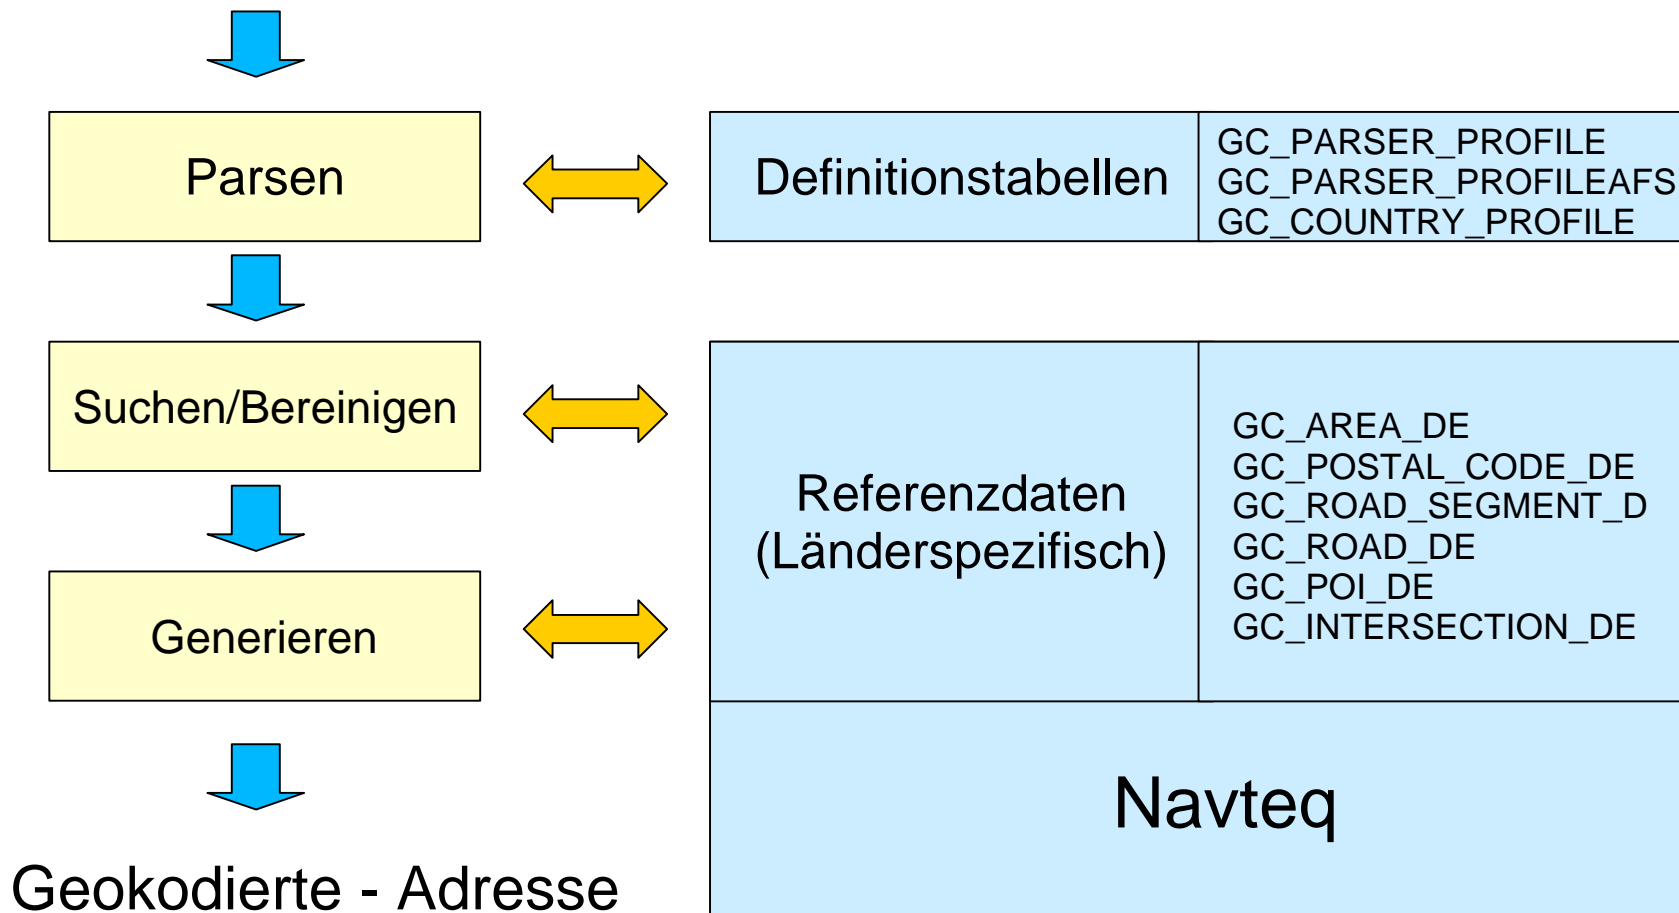 Parsen
Definitionstabellen
GC_PARSER_PROFILE
GC_PARSER_PROFILEAFS
GC_COUNTRY_PROFILE
Suchen/Bereinigen
Generieren
Referenzdaten
(Länderspezifisch)
GC_AREA_DE
GC_POSTAL_CODE_DE
GC_ROAD_SEGMENT_D
GC_ROAD_DE
GC_POI_DE
GC_INTERSECTION_DE
Navteq
Geokodierte - Adresse